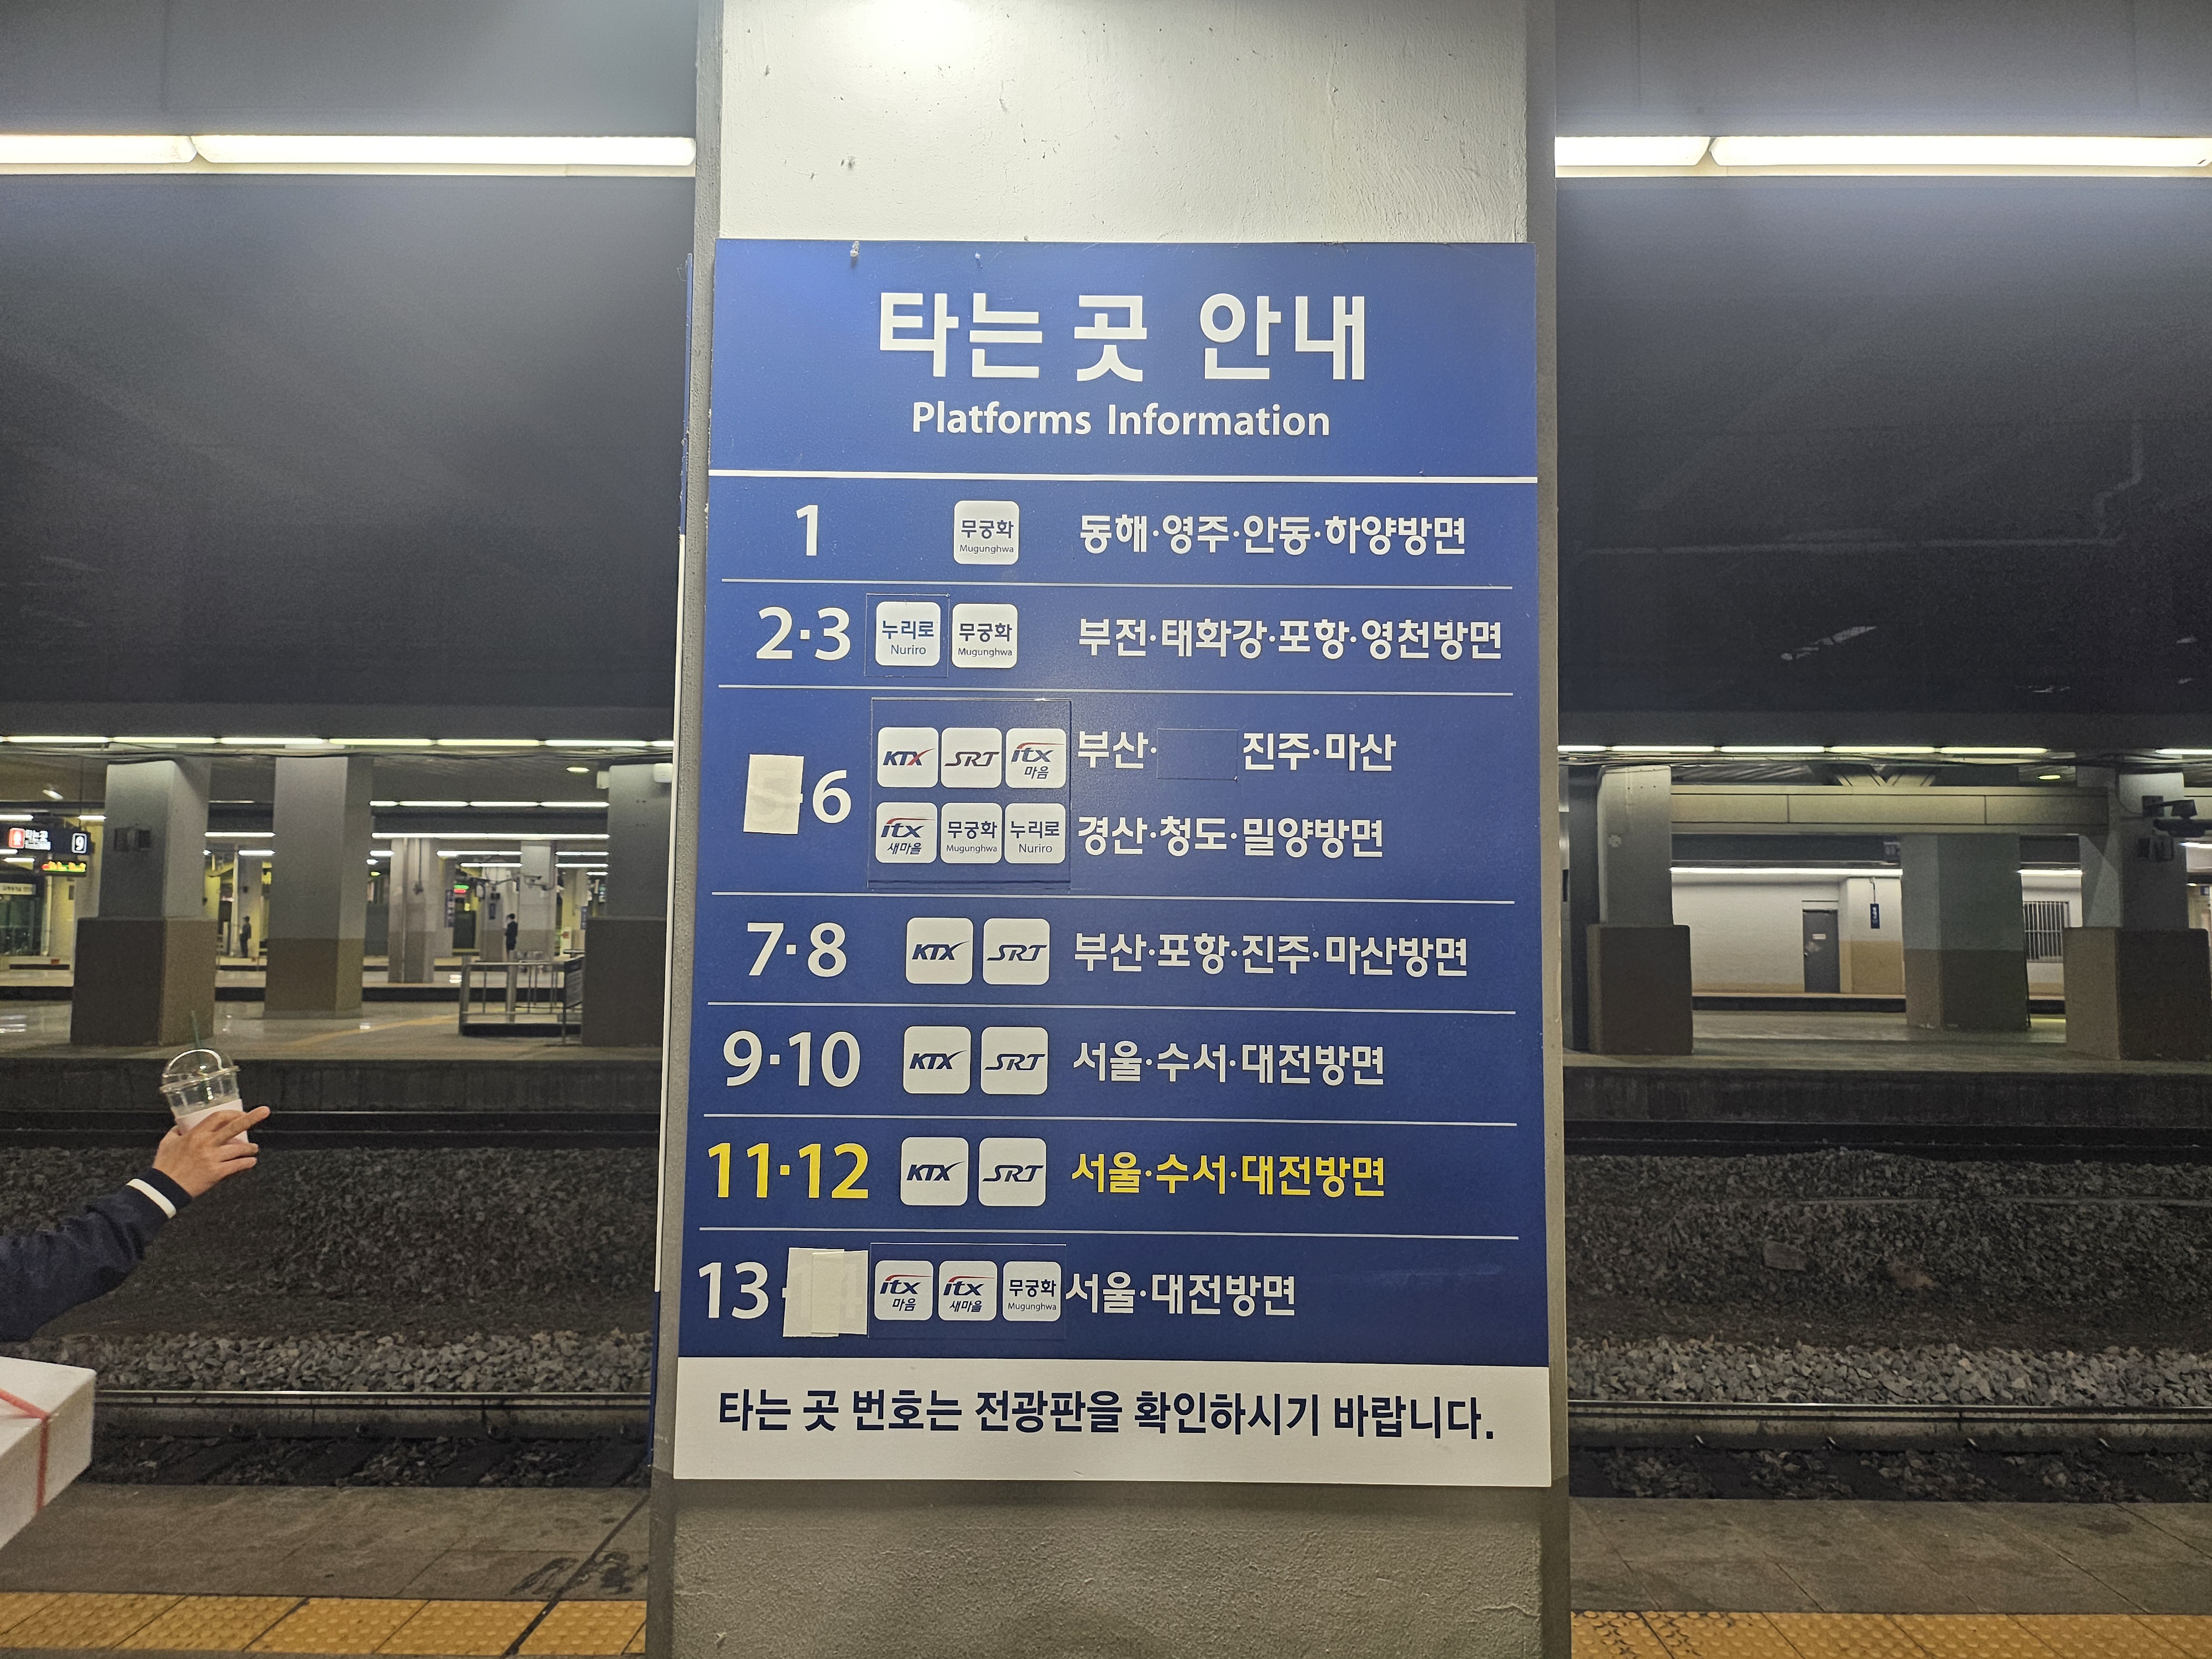 타는 곳 안내
Platforms Information
1 무궁화 Mugunghwa 동해·영주·안동·하양방면
2·3 누리로 Nuriro 무궁화 Mugunghwa 부전·태화강·포항·영천방면
KTX SRT itx 마음 부산· 진주·마산
6
itx 새마을 무궁화 Mugunghwa 누리로 Nuriro 경산·청도·밀양방면
7·8 KTX SRT 부산·포항·진주·마산방면
9·10 KTX SRT 서울·수서·대전방면
11·12 KTX SRT 서울·수서·대전방면
13 itx 마음 itx 새마을 무궁화 Mugunghwa 서울·대전방면
타는 곳 번호는 전광판을 확인하시기 바랍니다.
타는곳 9